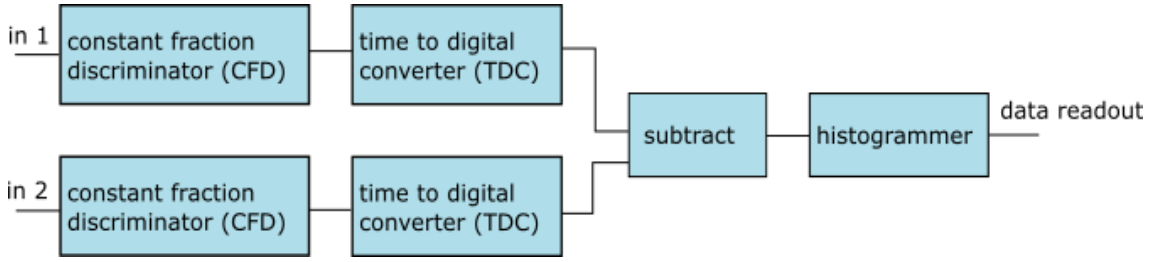 in 1
constant fraction
discriminator (CFD)
time to digital
converter (TDC)
subtract
histogrammer
data readout
in 2
constant fraction
discriminator (CFD)
time to digital
converter (TDC)